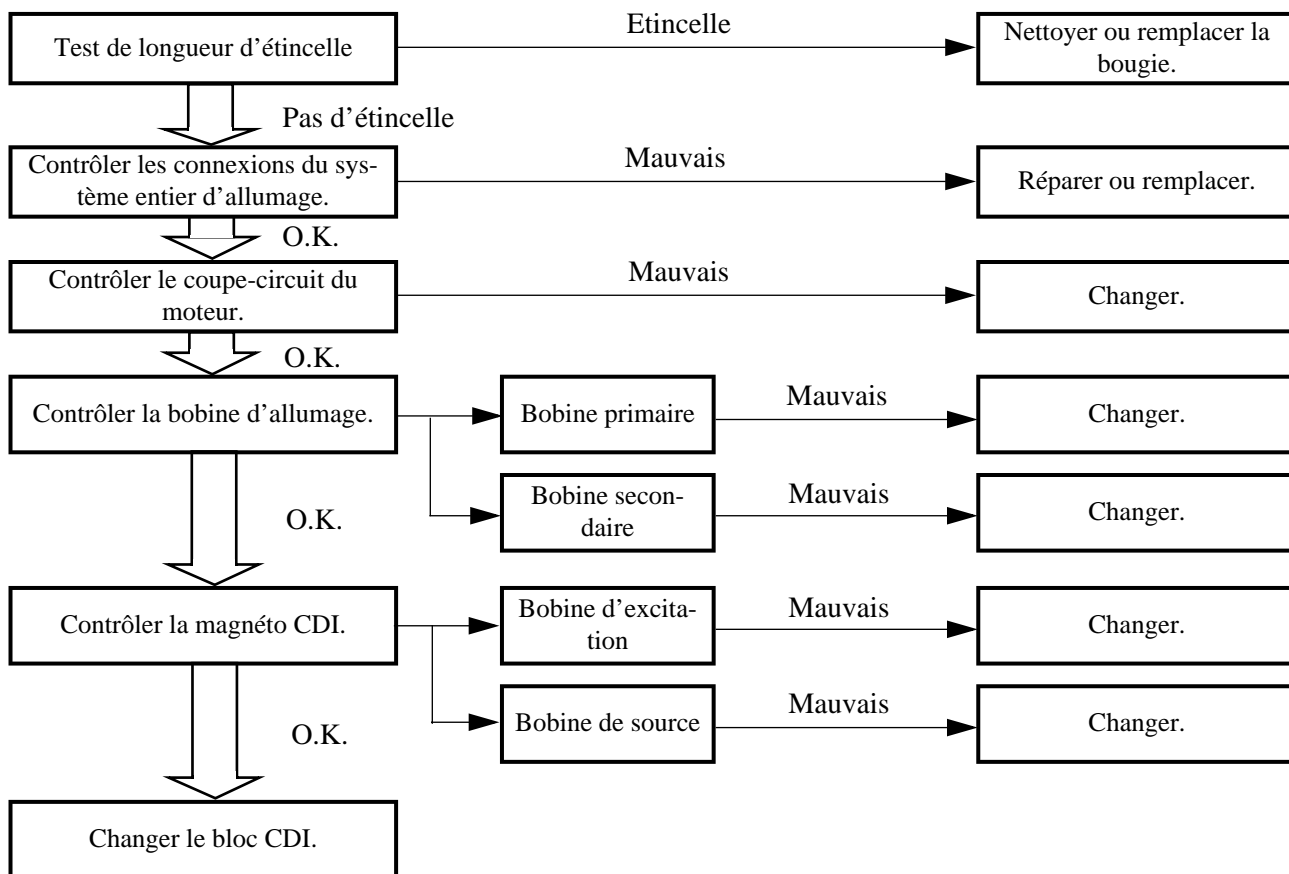 Test de longueur d’étincelle
Etincelle
Nettoyer ou remplacer la
bougie.
Pas d’étincelle
Contrôler les connexions du sys-
tème entier d’allumage.
Mauvais
Réparer ou remplacer.
O.K.
Contrôler le coupe-circuit du
moteur.
Mauvais
Changer.
O.K.
Contrôler la bobine d’allumage.
Bobine primaire
Mauvais
Changer.
Bobine secon-
daire
Mauvais
Changer.
O.K.
Contrôler la magnéto CDI.
Bobine d’excita-
tion
Mauvais
Changer.
Bobine de source
Mauvais
Changer.
O.K.
Changer le bloc CDI.